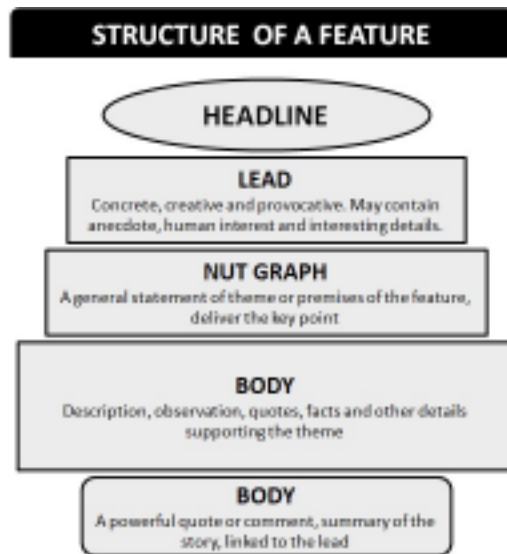 STRUCTURE OF A FEATURE
HEADLINE
LEAD
Concrete, creative and provocative. May contain
anecdote, human interest and interesting details.
NUT GRAPH
A general statement of theme or premises of the feature,
deliver the key point
BODY
Description, observation, quotes, facts and other details
supporting the theme
BODY
A powerful quote or comment, summary of the
story, linked to the lead